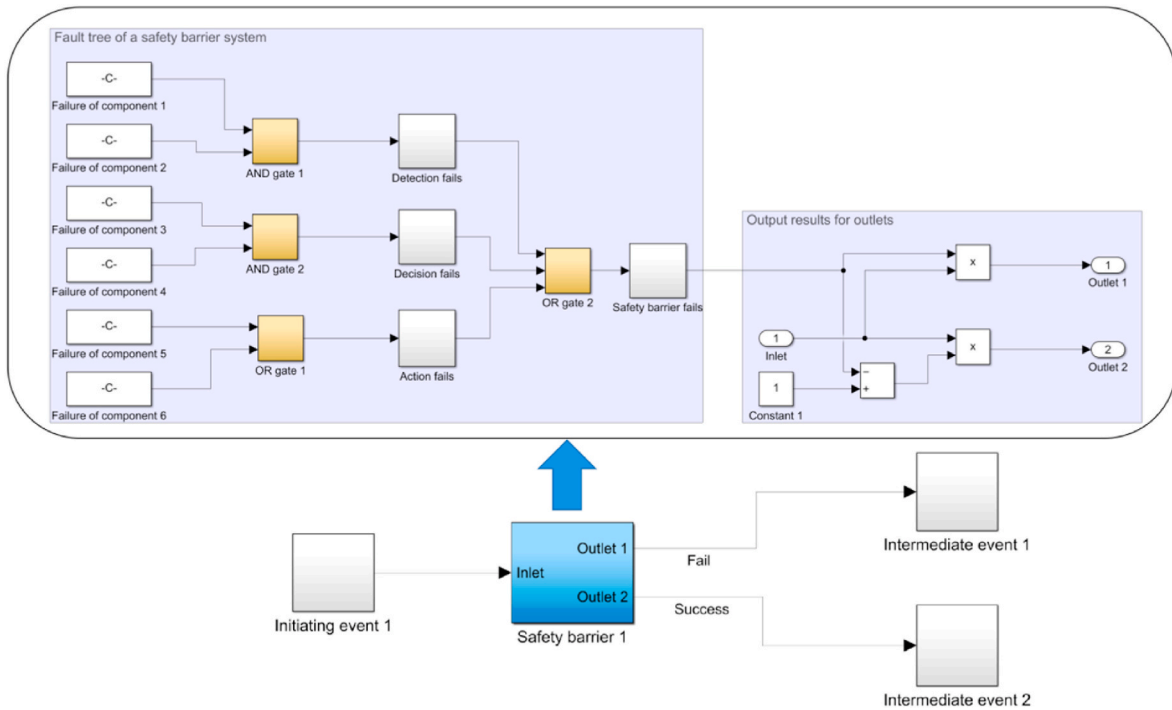 Fault tree of a safety barrier system
-C-
Failure of component 1
-C-
Failure of component 2
-C-
Failure of component 3
-C-
Failure of component 4
-C-
Failure of component 5
-C-
Failure of component 6
AND gate 1
AND gate 2
OR gate 1
Detection fails
Decision fails
Action fails
OR gate 2
Safety barrier fails
Output results for outlets
1
Inlet
1
Constant 1
−
+
x
x
1
Outlet 1
2
Outlet 2
Initiating event 1
Inlet
Outlet 1
Outlet 2
Safety barrier 1
Fail
Success
Intermediate event 1
Intermediate event 2